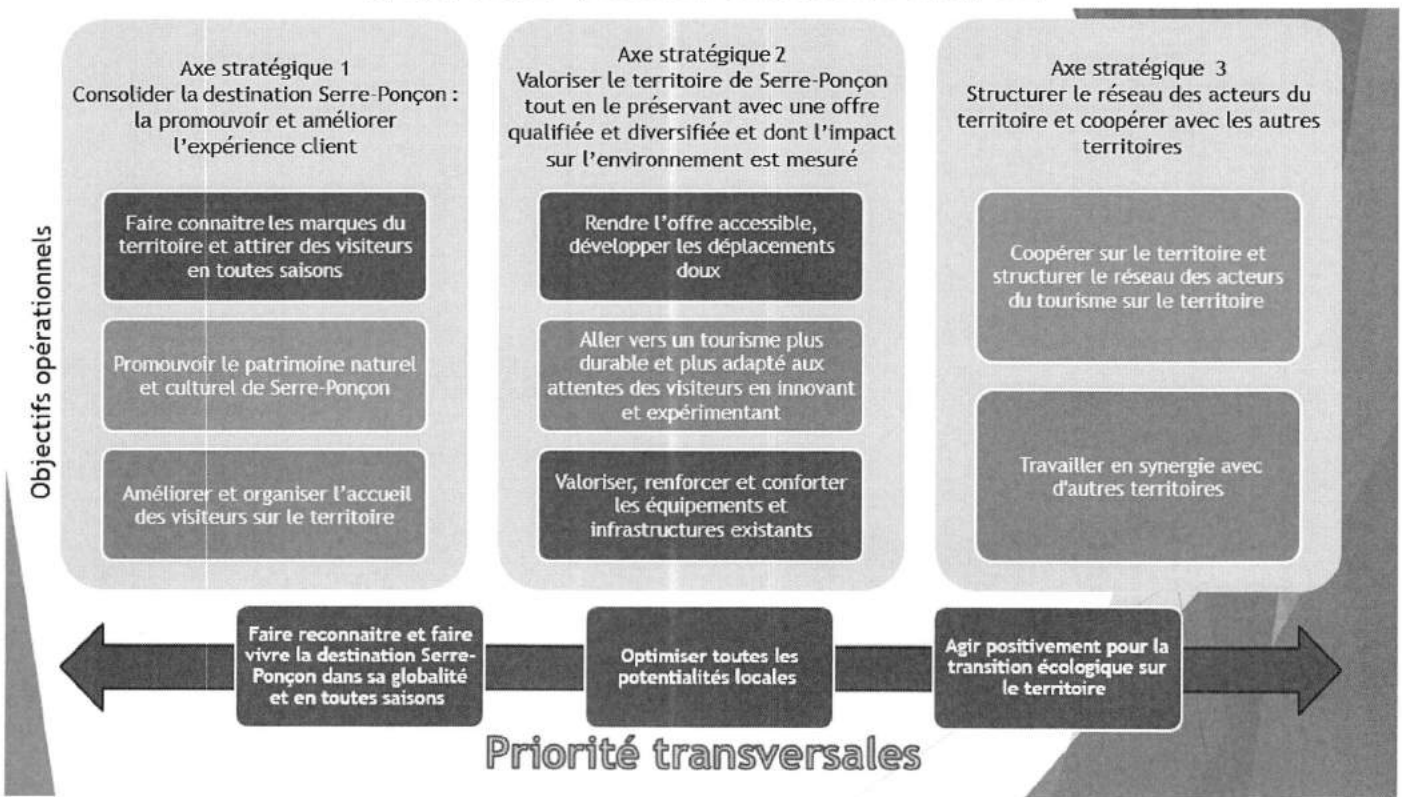 Axe stratégique 1
Consolider la destination Serre-Ponçon :
la promouvoir et améliorer
l'expérience client
Faire connaitre les marques du
territoire et attirer des visiteurs
en toutes saisons
Promouvoir le patrimoine naturel
et culturel de Serre-Ponçon
Améliorer et organiser l'accueil
des visiteurs sur le territoire
Axe stratégique 2
Valoriser le territoire de Serre-Ponçon
tout en le préservant avec une offre
qualifiée et diversifiée et dont l'impact
sur l'environnement est mesuré
Rendre l'offre accessible,
développer les déplacements
doux
Aller vers un tourisme plus
durable et plus adapté aux
attentes des visiteurs en innovant
et expérimentant
Valoriser, renforcer et conforter
les équipements et
infrastructures existants
Axe stratégique 3
Structurer le réseau des acteurs du
territoire et coopérer avec les autres
territoires
Coopérer sur le territoire et
structurer le réseau des acteurs
du tourisme sur le territoire
Travailler en synergie avec
d'autres territoires
Objectifs opérationnels
Faire reconnaitre et faire
vivre la destination Serre-
Ponçon dans sa globalité
et en toutes saisons
Optimiser toutes les
potentialités locales
Agir positivement pour la
transition écologique sur
le territoire
Priorité transversales